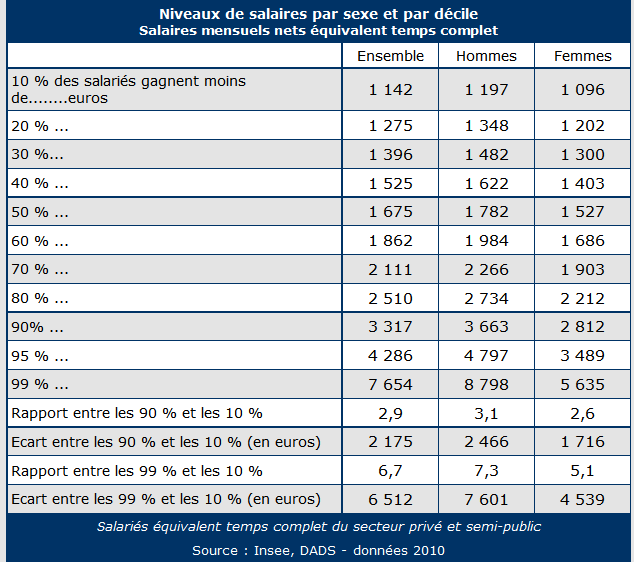 Niveaux de salaires par sexe et par décile
Salaires mensuels nets équivalent temps complet
Ensemble Hommes Femmes
10 % des salariés gagnent moins
de........euros 1 142 1 197 1 096
20 % ... 1 275 1 348 1 202
30 %... 1 396 1 482 1 300
40 % ... 1 525 1 622 1 403
50 % ... 1 675 1 782 1 527
60 % ... 1 862 1 984 1 686
70 % ... 2 111 2 266 1 903
80 % ... 2 510 2 734 2 212
90% ... 3 317 3 663 2 812
95 % ... 4 286 4 797 3 489
99 % ... 7 654 8 798 5 635
Rapport entre les 90 % et les 10 % 2,9 3,1 2,6
Ecart entre les 90 % et les 10 % (en euros) 2 175 2 466 1 716
Rapport entre les 99 % et les 10 % 6,7 7,3 5,1
Ecart entre les 99 % et les 10 % (en euros) 6 512 7 601 4 539
Salariés équivalent temps complet du secteur privé et semi-public
Source : Insee, DADS - données 2010